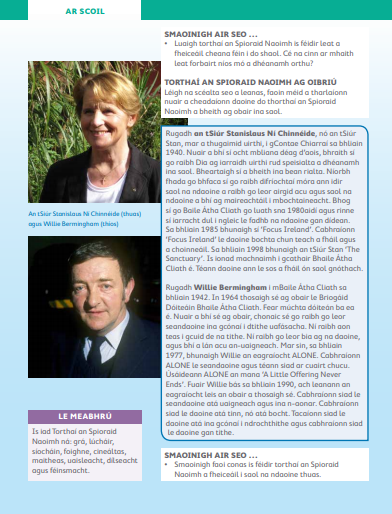 AR SCOIL
SMAOINIGH AIR SEO ...
• Luaigh torthaí an Spioraid Naoimh is féidir leat a
fheiceáil cheana féin i do shaol. Cé na cinn ar mhaith
leat forbairt níos mó a dhéanamh orthu?
TORTHAÍ AN SPIORAID NAOIMH AG OIBRIÚ
Léigh na scéalta seo a leanas, faoin méid a tharlaíonn
nuair a cheadaíonn daoine do thorthaí an Spioraid
Naoimh a bheith ag obair ina saol.
Rugadh an tSiúr Stanislaus Ní Chinnéide, nó an tSiúr
Stan, mar a thugaimid uirthi, i gContae Chiarraí sa bhliain
1940. Nuair a bhí sí ocht mbliana déag d'aois, bhraith sí
go raibh Dia ag iarraidh uirthi rud speisialta a dhéanamh
ina saol. Bheartaigh sí a bheith ina bean rialta. Níorbh
fhada go bhfaca sí go raibh difríochtaí móra ann idir
saol na ndaoine a raibh go leor airgid acu agus saol na
ndaoine a bhí ag maireachtáil i mbochtaineacht. Bhog
sí go Baile Átha Cliath go luath sna 1980aidí agus rinne
sí iarracht dul i ngleic le fadhb na ndaoine gan dídean.
Sa bhliain 1985 bhunaigh sí 'Focus Ireland'. Cabhraíonn
'Focus Ireland' le daoine bochta chun teach a fháil agus
a choinneáil. Sa bhliain 1998 bhunaigh an tSiúr Stan 'The
Sanctuary'. Is ionad machnaimh i gcathair Bhaile Átha
Cliath é. Téann daoine ann le sos a fháil ón saol gnóthach.
Rugadh Willie Bermingham i mBaile Átha Cliath sa
bhliain 1942. In 1964 thosaigh sé ag obair le Briogáid
Dóiteáin Bhaile Átha Cliath. Fear múchta dóiteán ba ea
é. Nuair a bhí sé ag obair, chonaic sé go raibh go leor
seandaoine ina gcónaí i dtithe uafásacha. Ní raibh aon
teas i gcuid de na tithe. Ní raibh go leor bia ag na daoine,
agus bhí a lán acu an-uaigneach. Mar sin, sa bhliain
1977, bhunaigh Willie an eagraíocht ALONE. Cabhraíonn
ALONE le seandaoine agus téann siad ar cuairt chucu.
Úsáideann ALONE an mana 'A Little Offering Never
Ends'. Fuair Willie bás sa bhliain 1990, ach leanann an
eagraíocht leis an obair a thosaigh sé. Cabhraíonn siad le
seandaoine atá uaigneach agus ina n-aonar. Cabhraíonn
siad le daoine atá tinn, nó atá bocht. Tacaíonn siad le
daoine atá ina gcónaí i ndrochthithe agus cabhraíonn siad
le daoine gan tithe.
An tSiúr Stanislaus Ní Chinnéide (thuas)
agus Willie Bermingham (thíos)
LE MEABHRÚ
Is iad Torthaí an Spioraid
Naoimh ná: grá, lúcháir,
síocháin, foighne, cineáltas,
maitheas, uaisleacht, dílseacht
agus féinsmacht.
SMAOINIGH AIR SEO ...
• Smaoinigh faoi conas is féidir torthaí an Spioraid
Naoimh a fheiceáil i saol na ndaoine thuas.